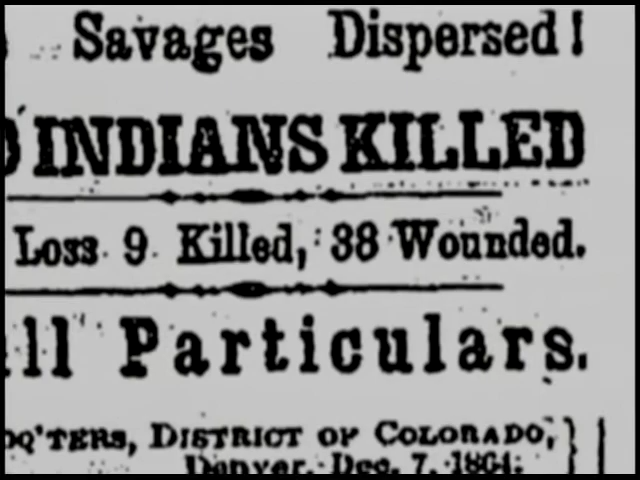 Savages Dispersed!
INDIANS KILLED
Loss 9 Killed, 38 Wounded.
ll Particulars.
DQ'TERS, DISTRICT OF COLORADO,
Denver, Dec. 7, 1864: